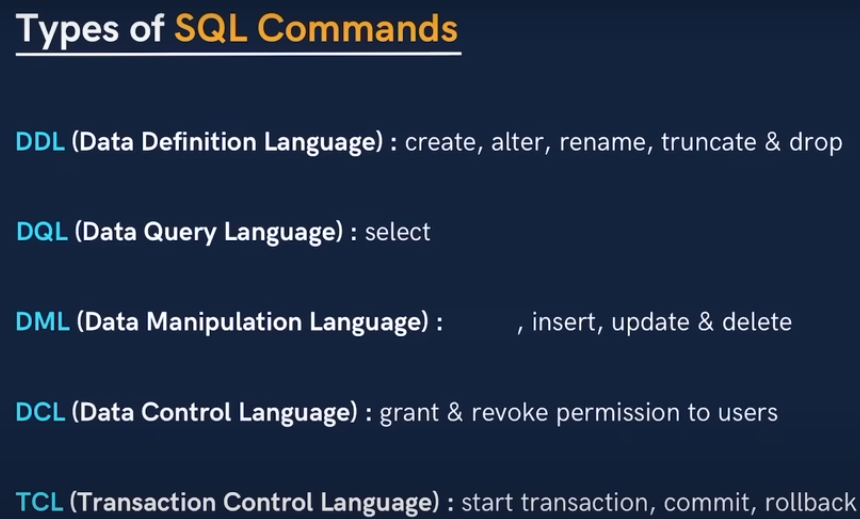 Types of SQL Commands
DDL (Data Definition Language) : create, alter, rename, truncate & drop
DQL (Data Query Language) : select
DML (Data Manipulation Language) : , insert, update & delete
DCL (Data Control Language) : grant & revoke permission to users
TCL (Transaction Control Language) : start transaction, commit, rollback